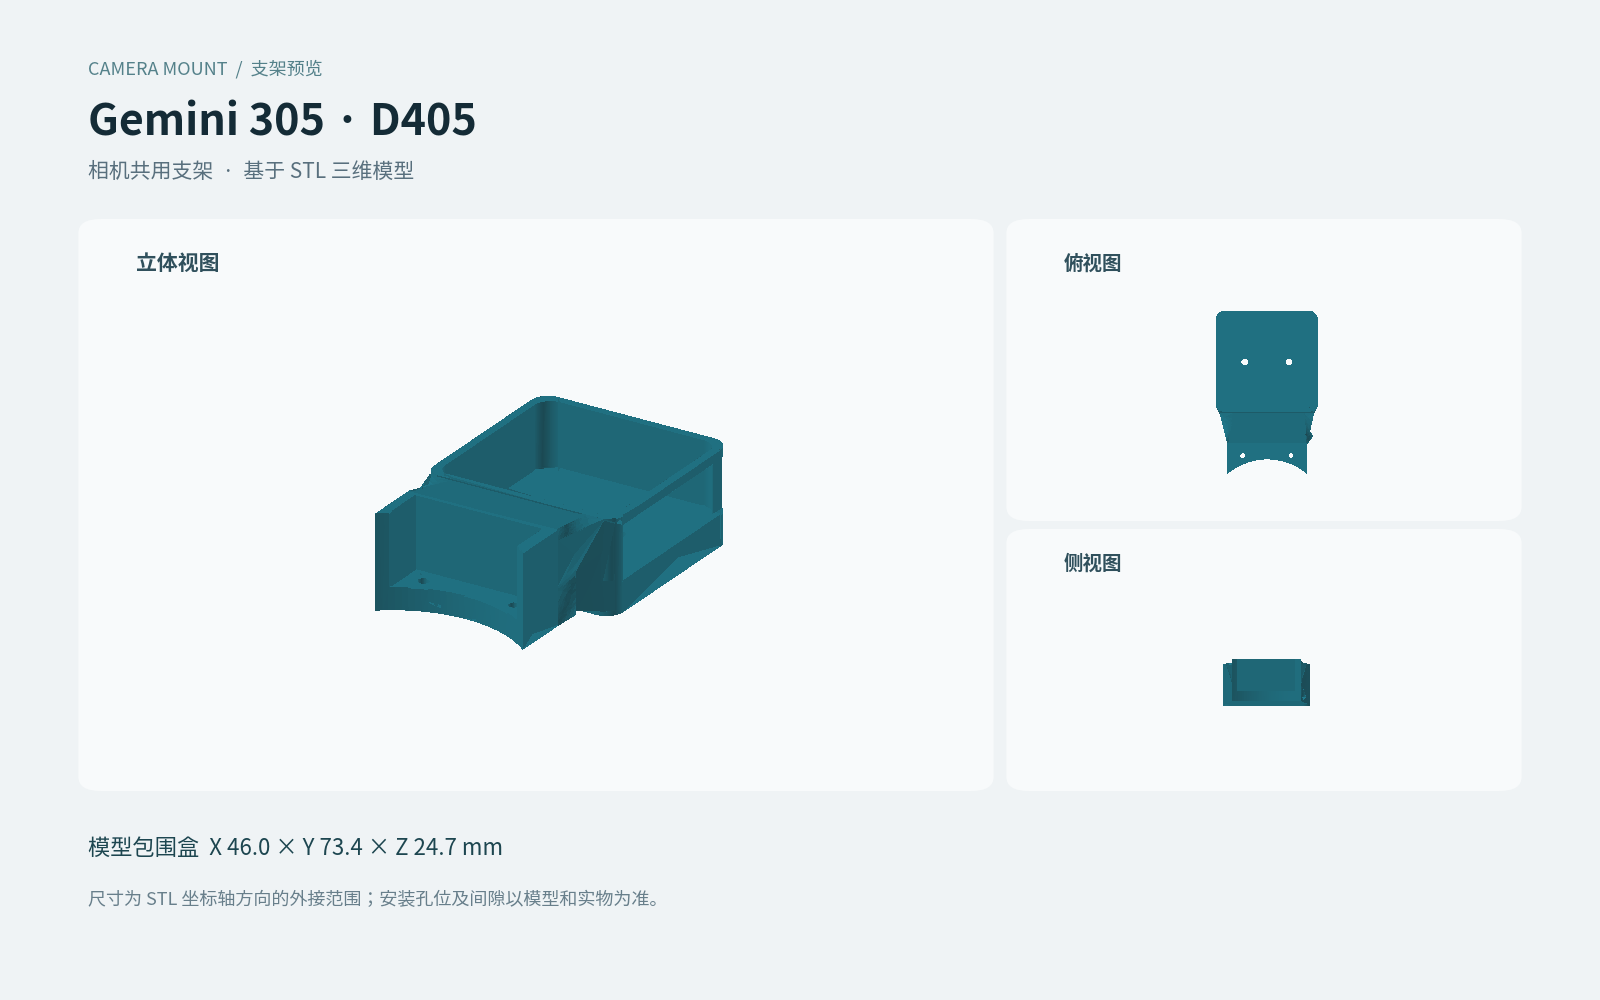 CAMERA MOUNT / 支架预览
Gemini 305 · D405
相机共用支架 · 基于 STL 三维模型
立体视图
俯视图
侧视图
模型包围盒 X 46.0 × Y 73.4 × Z 24.7 mm
尺寸为 STL 坐标轴方向的外接范围；安装孔位及间隙以模型和实物为准。